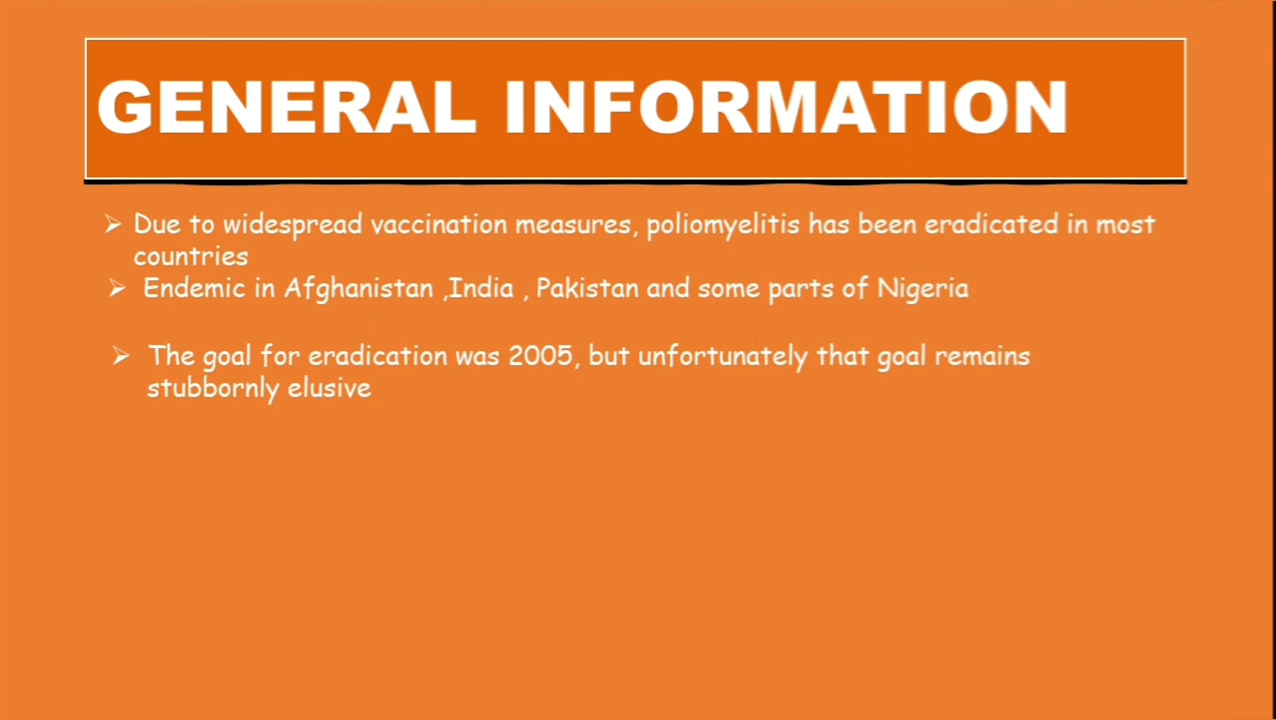 GENERAL INFORMATION
➢ Due to widespread vaccination measures, poliomyelitis has been eradicated in most
countries
➢ Endemic in Afghanistan ,India , Pakistan and some parts of Nigeria
➢ The goal for eradication was 2005, but unfortunately that goal remains
stubbornly elusive